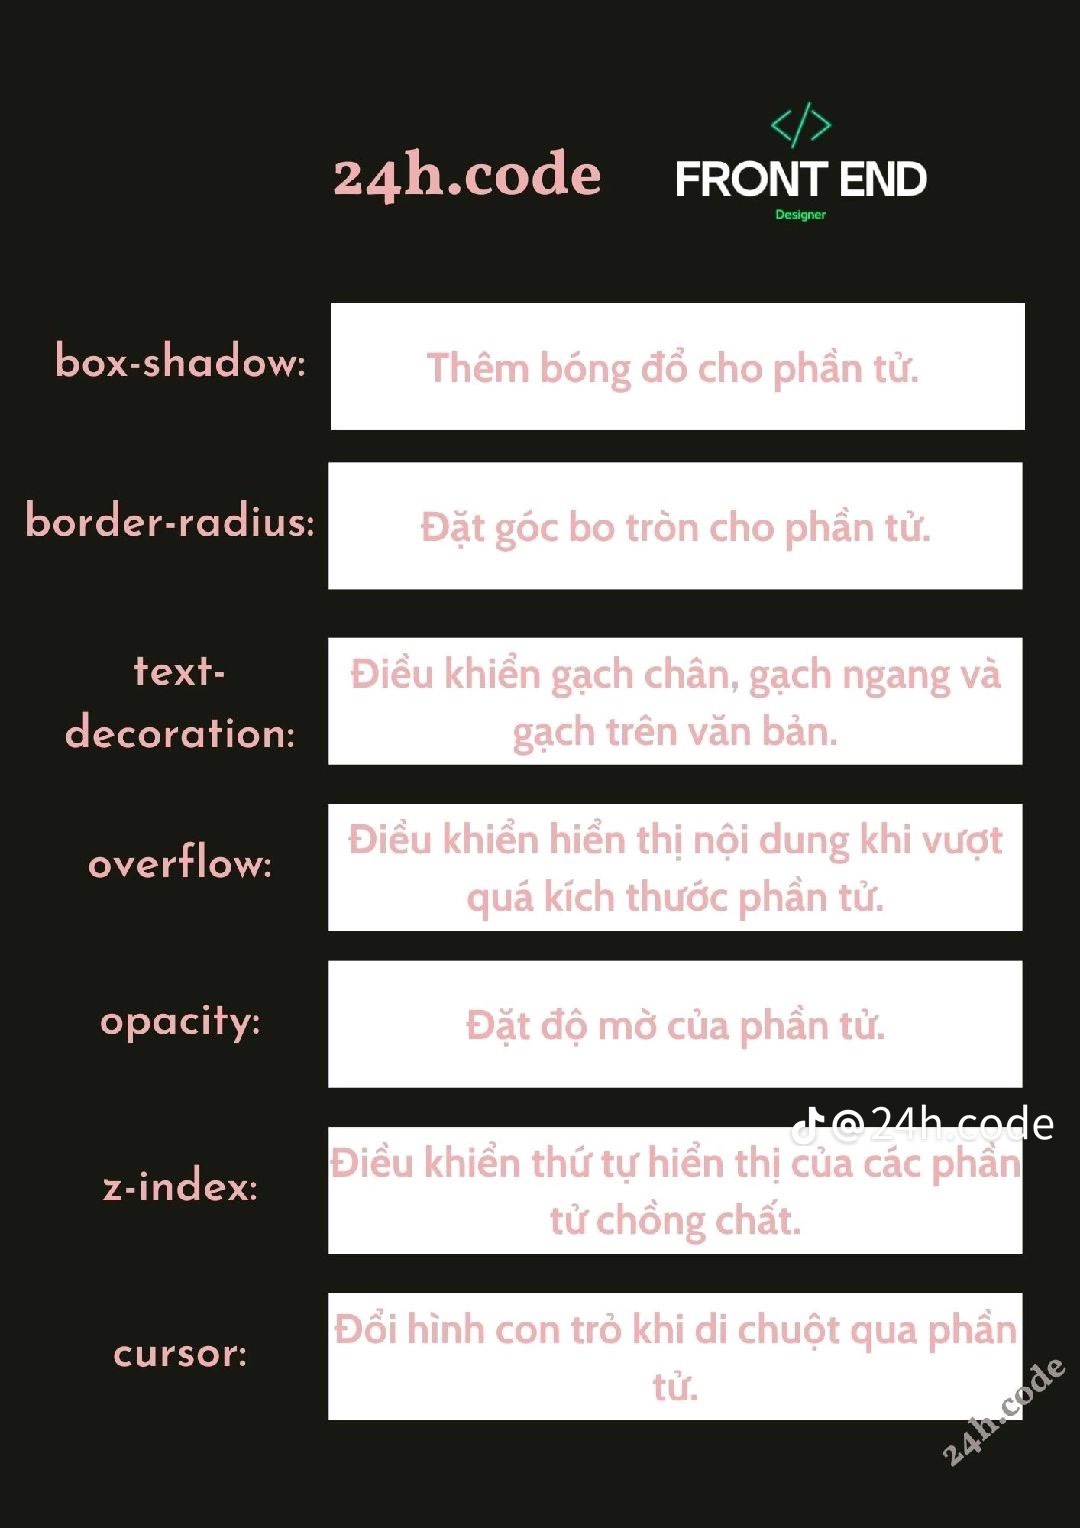 24h.code
</>
FRONT END
Designer
box-shadow:
Thêm bóng đổ cho phần tử.
border-radius:
Đặt góc bo tròn cho phần tử.
text-
decoration:
Điều khiển gạch chân, gạch ngang và
gạch trên văn bản.
overflow:
Điều khiển hiển thị nội dung khi vượt
quá kích thước phần tử.
opacity:
Đặt độ mờ của phần tử.
@24h.code
z-index:
Điều khiển thứ tự hiển thị của các phần
tử chồng chất.
cursor:
Đổi hình con trỏ khi di chuột qua phần
tử.
24h.code